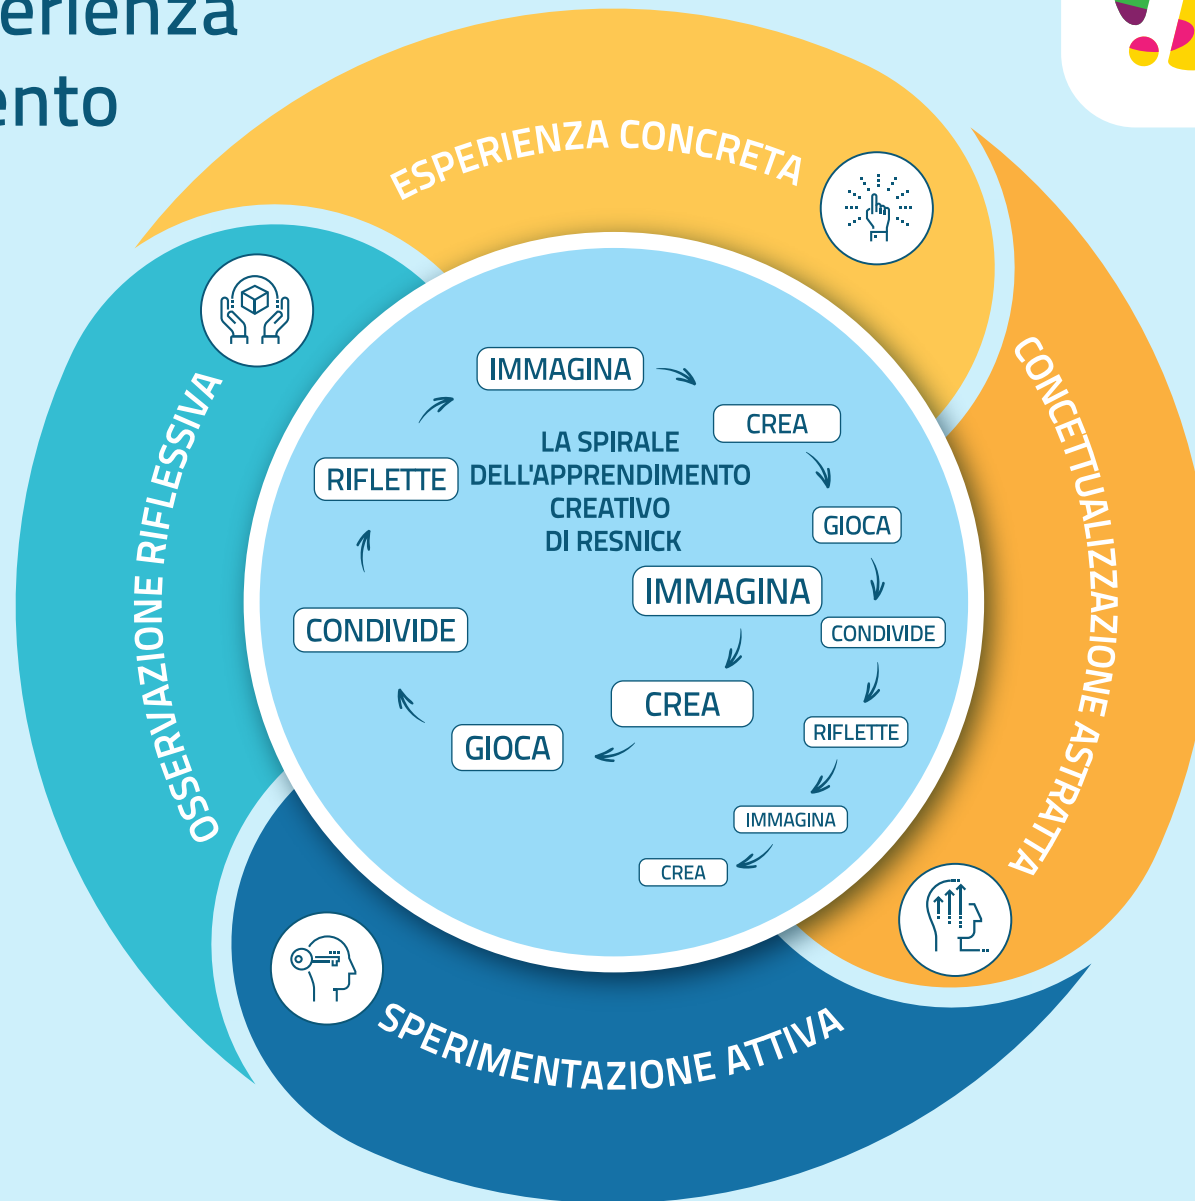 erienza
ento
ESPERIENZA CONCRETA
CONCETTUALIZZAZIONE ASTRATTA
SPERIMENTAZIONE ATTIVA
OSSERVAZIONE RIFLESSIVA
LA SPIRALE
DELL'APPRENDIMENTO
CREATIVO
DI RESNICK
IMMAGINA
CREA
GIOCA
CONDIVIDE
RIFLETTE
IMMAGINA
CREA
GIOCA
CONDIVIDE
RIFLETTE
IMMAGINA
CREA